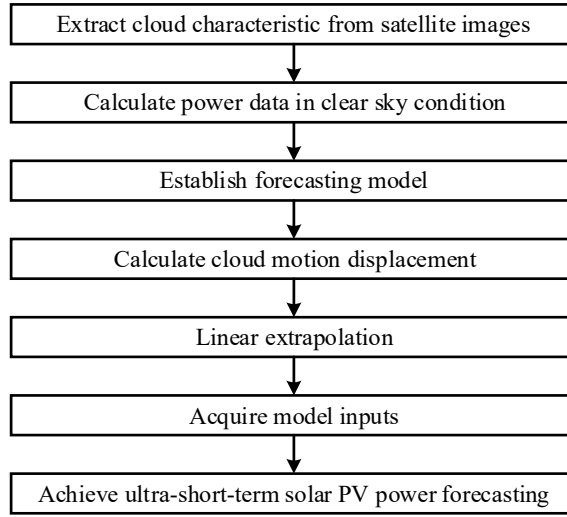 Extract cloud characteristic from satellite images
Calculate power data in clear sky condition
Establish forecasting model
Calculate cloud motion displacement
Linear extrapolation
Acquire model inputs
Achieve ultra-short-term solar PV power forecasting